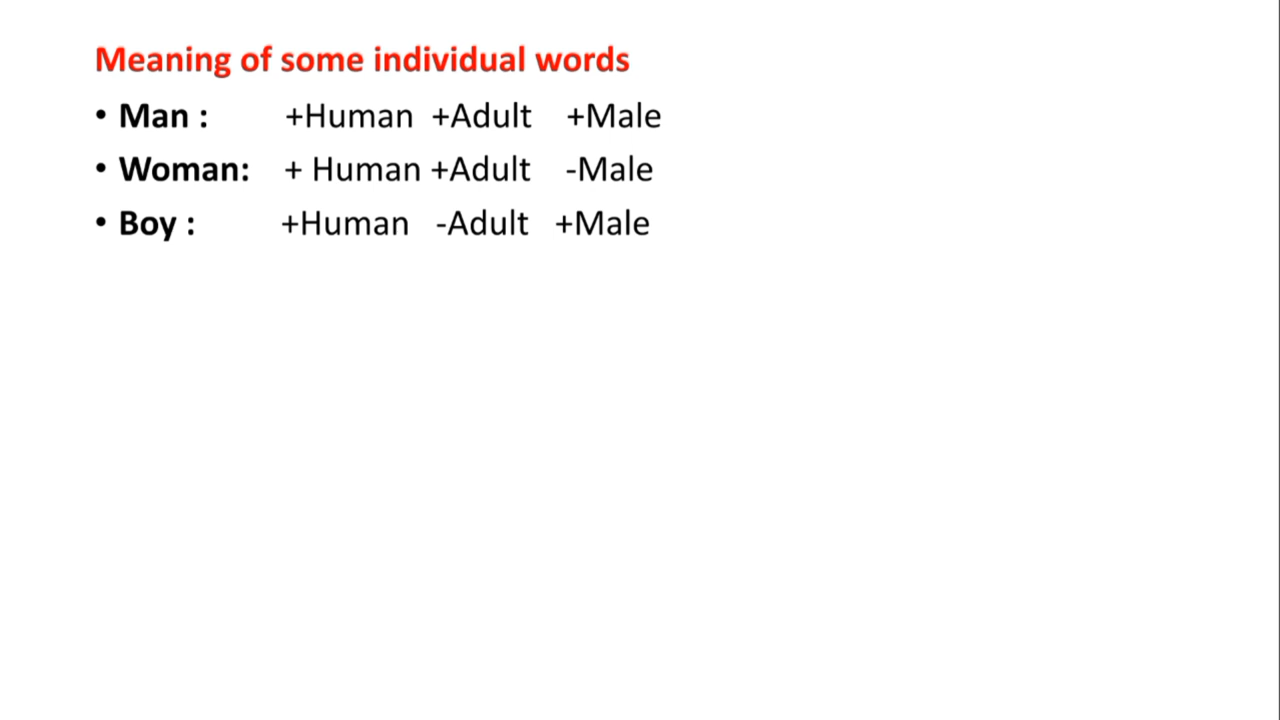 Meaning of some individual words
• Man : +Human +Adult +Male
• Woman: + Human +Adult -Male
• Boy : +Human -Adult +Male